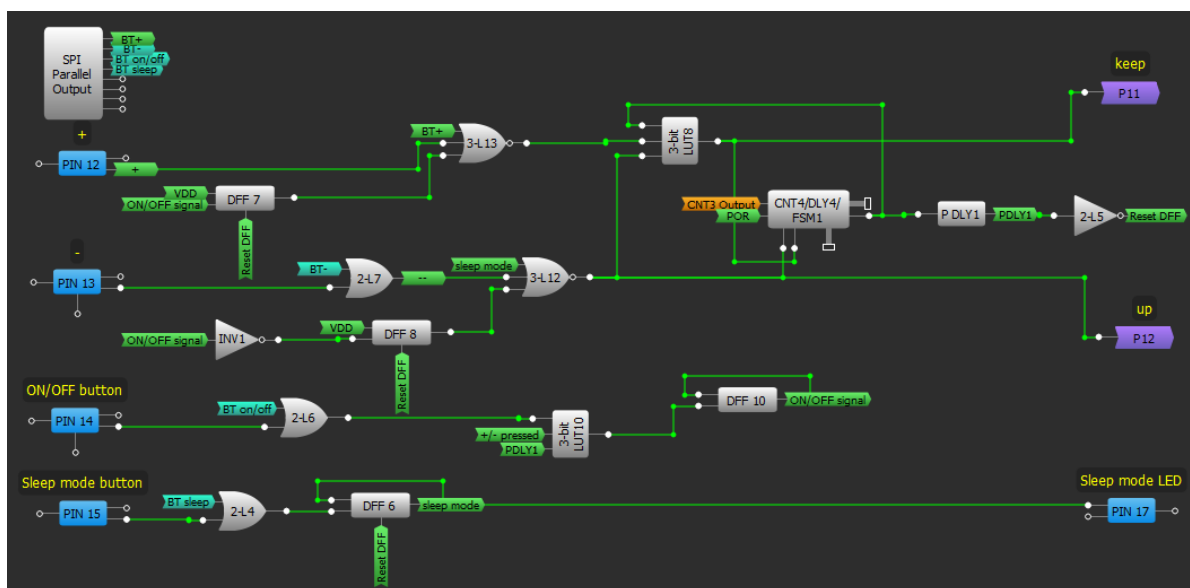 SPI
Parallel
Output
BT+
BT-
BT on/off
BT sleep
+
PIN 12
+
VDD
ON/OFF signal
DFF 7
Reset DFF
BT+
3-L13
3-bit
LUT8
keep
P11
CNT3 Output
POR
CNT4/DLY4/
FSM1
P DLY1
PDLY1
2-L5
Reset DFF
-
PIN 13
BT-
2-L7
--
sleep mode
3-L12
ON/OFF signal
INV1
VDD
DFF 8
Reset DFF
up
P12
ON/OFF button
PIN 14
BT on/off
2-L6
+/- pressed
PDLY1
3-bit
LUT10
DFF 10
ON/OFF signal
Sleep mode button
PIN 15
BT sleep
2-L4
DFF 6
Reset DFF
sleep mode
Sleep mode LED
PIN 17